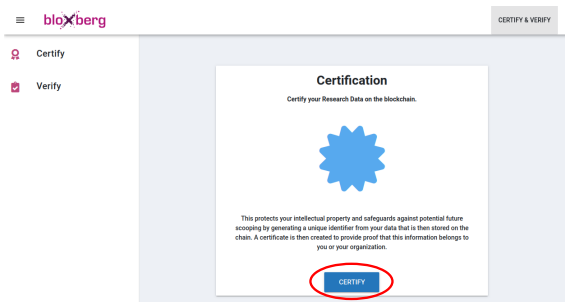 bloxberg
CERTIFY & VERIFY
Certify
Verify
Certification
Certify your Research Data on the blockchain.
This protects your intellectual property and safeguards against potential future
scooping by generating a unique identifier from your data that is then stored on the
chain. A certificate is then created to provide proof that this information belongs to
you or your organization.
CERTIFY